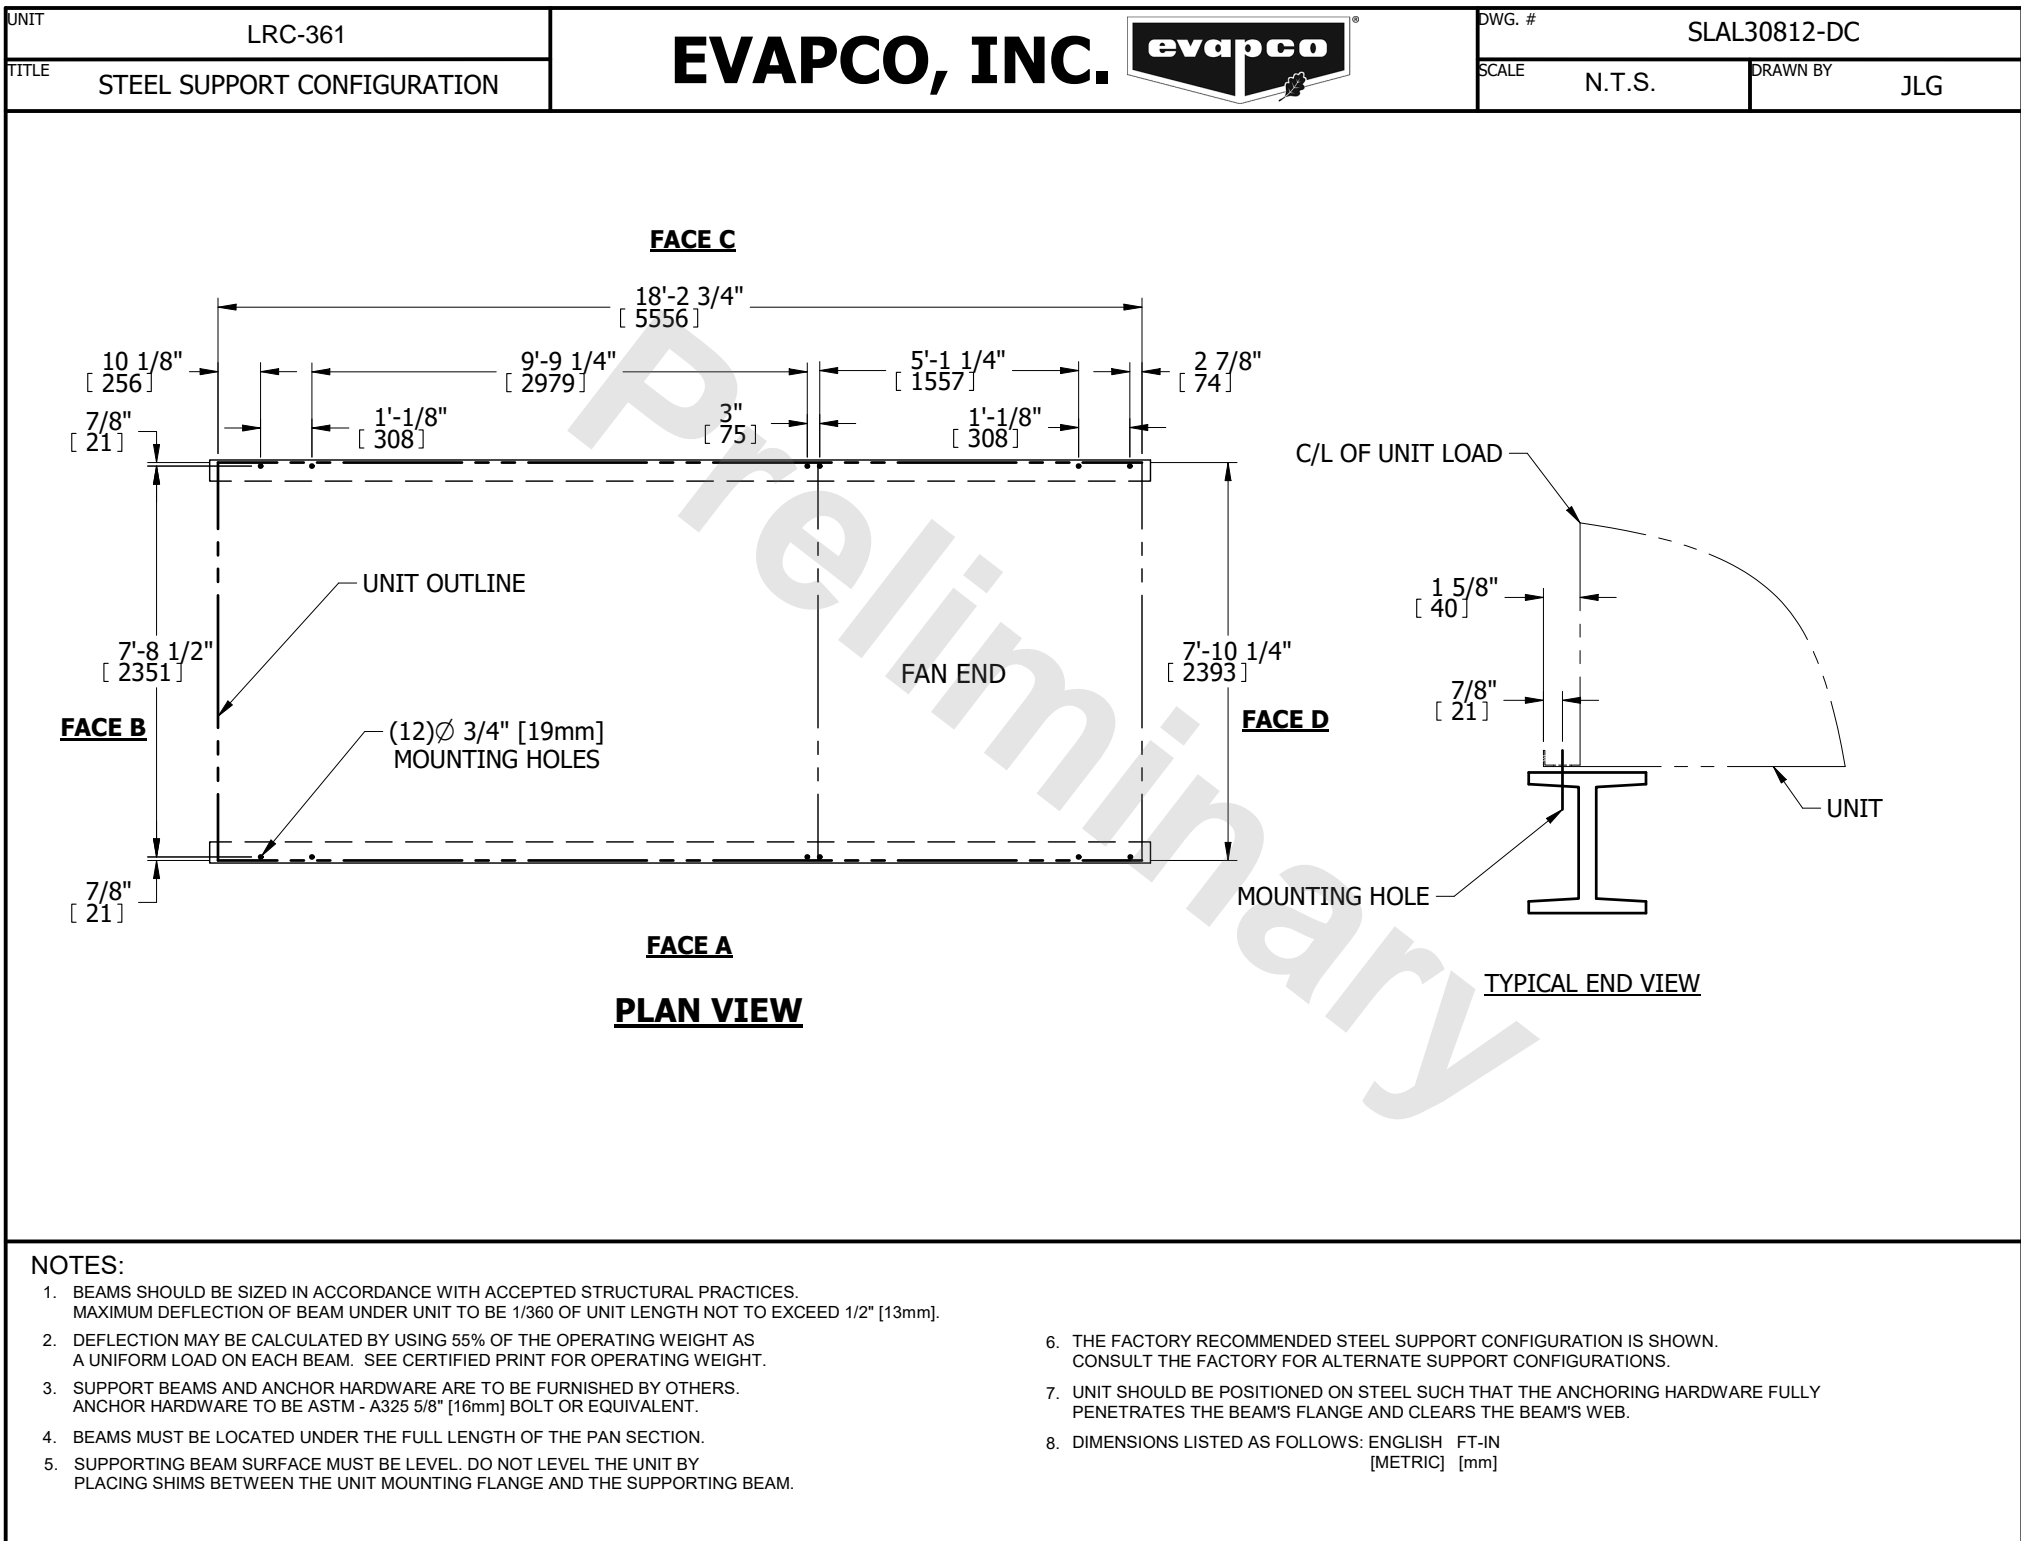 UNIT
LRC-361
TITLE
STEEL SUPPORT CONFIGURATION
EVAPCO, INC.
evapco
®
DWG. #
SLAL30812-DC
SCALE
N.T.S.
DRAWN BY
JLG
FACE C
18'-2 3/4"
[ 5556 ]
10 1/8"
[ 256 ]
9'-9 1/4"
[ 2979 ]
5'-1 1/4"
[ 1557 ]
2 7/8"
[ 74 ]
7/8"
[ 21 ]
1'-1/8"
[ 308 ]
3"
[ 75 ]
1'-1/8"
[ 308 ]
C/L OF UNIT LOAD
UNIT OUTLINE
1 5/8"
[ 40 ]
7'-8 1/2"
[ 2351 ]
FAN END
7'-10 1/4"
[ 2393 ]
7/8"
[ 21 ]
FACE B
(12)∅ 3/4" [19mm]
MOUNTING HOLES
FACE D
UNIT
7/8"
[ 21 ]
MOUNTING HOLE
FACE A
TYPICAL END VIEW
PLAN VIEW
Preliminary
NOTES:
1. BEAMS SHOULD BE SIZED IN ACCORDANCE WITH ACCEPTED STRUCTURAL PRACTICES.
MAXIMUM DEFLECTION OF BEAM UNDER UNIT TO BE 1/360 OF UNIT LENGTH NOT TO EXCEED 1/2" [13mm].
2. DEFLECTION MAY BE CALCULATED BY USING 55% OF THE OPERATING WEIGHT AS
A UNIFORM LOAD ON EACH BEAM. SEE CERTIFIED PRINT FOR OPERATING WEIGHT.
3. SUPPORT BEAMS AND ANCHOR HARDWARE ARE TO BE FURNISHED BY OTHERS.
ANCHOR HARDWARE TO BE ASTM - A325 5/8" [16mm] BOLT OR EQUIVALENT.
4. BEAMS MUST BE LOCATED UNDER THE FULL LENGTH OF THE PAN SECTION.
5. SUPPORTING BEAM SURFACE MUST BE LEVEL. DO NOT LEVEL THE UNIT BY
PLACING SHIMS BETWEEN THE UNIT MOUNTING FLANGE AND THE SUPPORTING BEAM.
6. THE FACTORY RECOMMENDED STEEL SUPPORT CONFIGURATION IS SHOWN.
CONSULT THE FACTORY FOR ALTERNATE SUPPORT CONFIGURATIONS.
7. UNIT SHOULD BE POSITIONED ON STEEL SUCH THAT THE ANCHORING HARDWARE FULLY
PENETRATES THE BEAM'S FLANGE AND CLEARS THE BEAM'S WEB.
8. DIMENSIONS LISTED AS FOLLOWS: ENGLISH FT-IN
[METRIC] [mm]